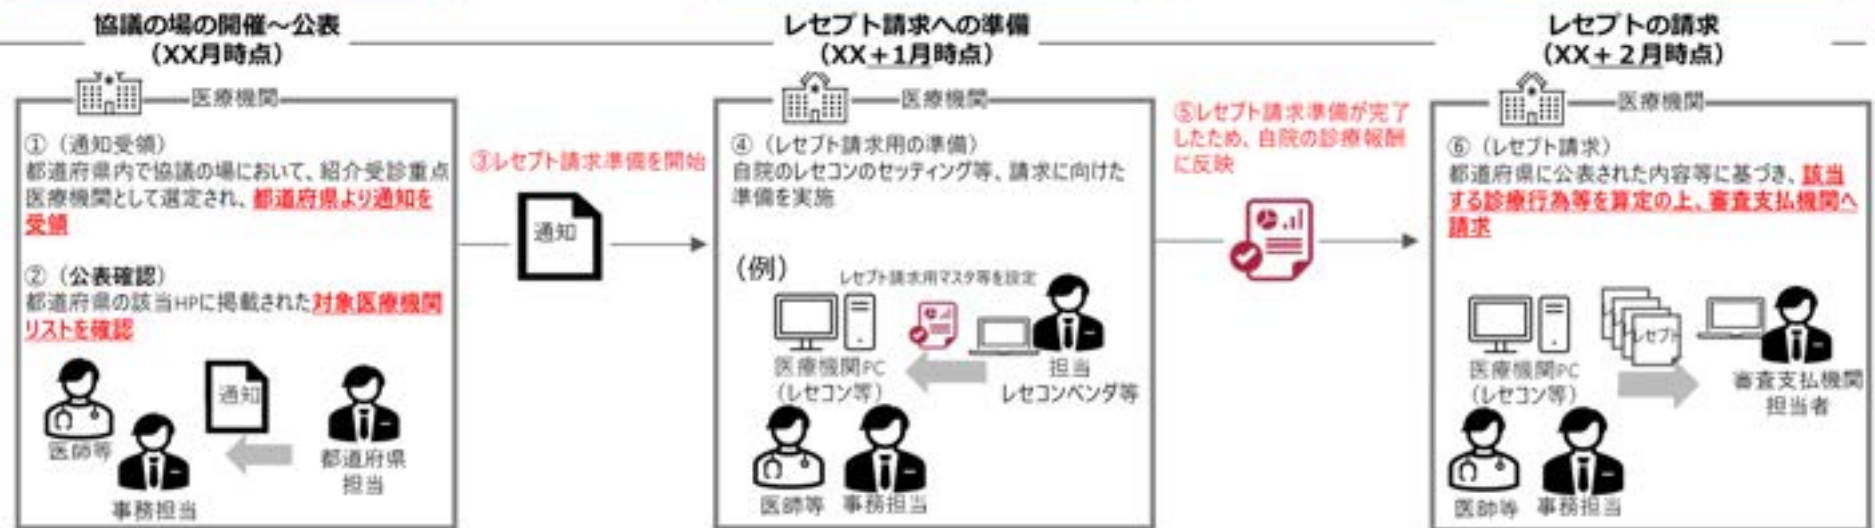 協議の場の開催～公表
（XX月時点）
医療機関
①（通知受領）
都道府県内で協議の場において、紹介受診重点
医療機関として選定され、都道府県より通知を
受領
②（公表確認）
都道府県の該当HPに掲載された対象医療機関
リストを確認
通知
医師等
事務担当
都道府県
担当
③レセプト請求準備を開始
通知
レセプト請求への準備
（XX＋1月時点）
医療機関
④（レセプト請求用の準備）
自院のレセコンのセッティング等、請求に向けた
準備を実施
（例）
レセプト請求用マスタ等を設定
医療機関PC
（レセコン等）
担当
レセコンベンダ等
医師等
事務担当
⑤レセプト請求準備が完了
したため、自院の診療報酬
に反映
レセプトの請求
（XX＋２月時点）
医療機関
⑥（レセプト請求）
都道府県に公表された内容等に基づき、該当
する診療行為等を算定の上、審査支払機関へ
請求
レセプト
医療機関PC
（レセコン等）
審査支払機関
担当者
医師等
事務担当